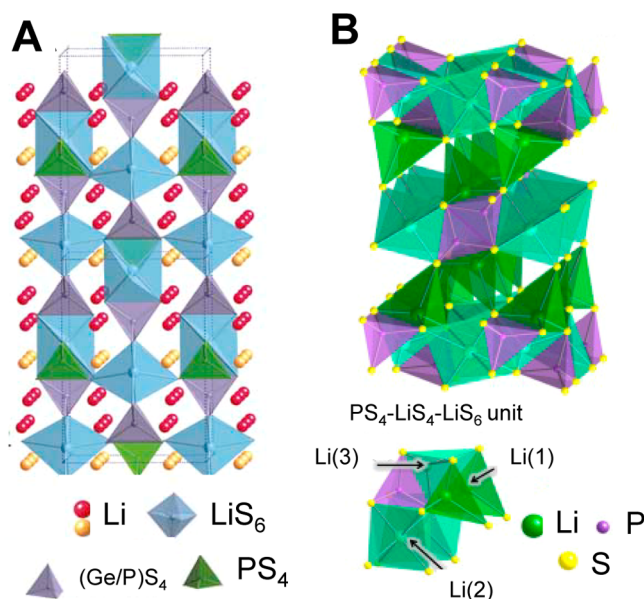 A
B
PS₄-LiS₄-LiS₆ unit
Li(3)
Li(1)
Li(2)
Li
LiS₆
(Ge/P)S₄
PS₄
Li
P
S